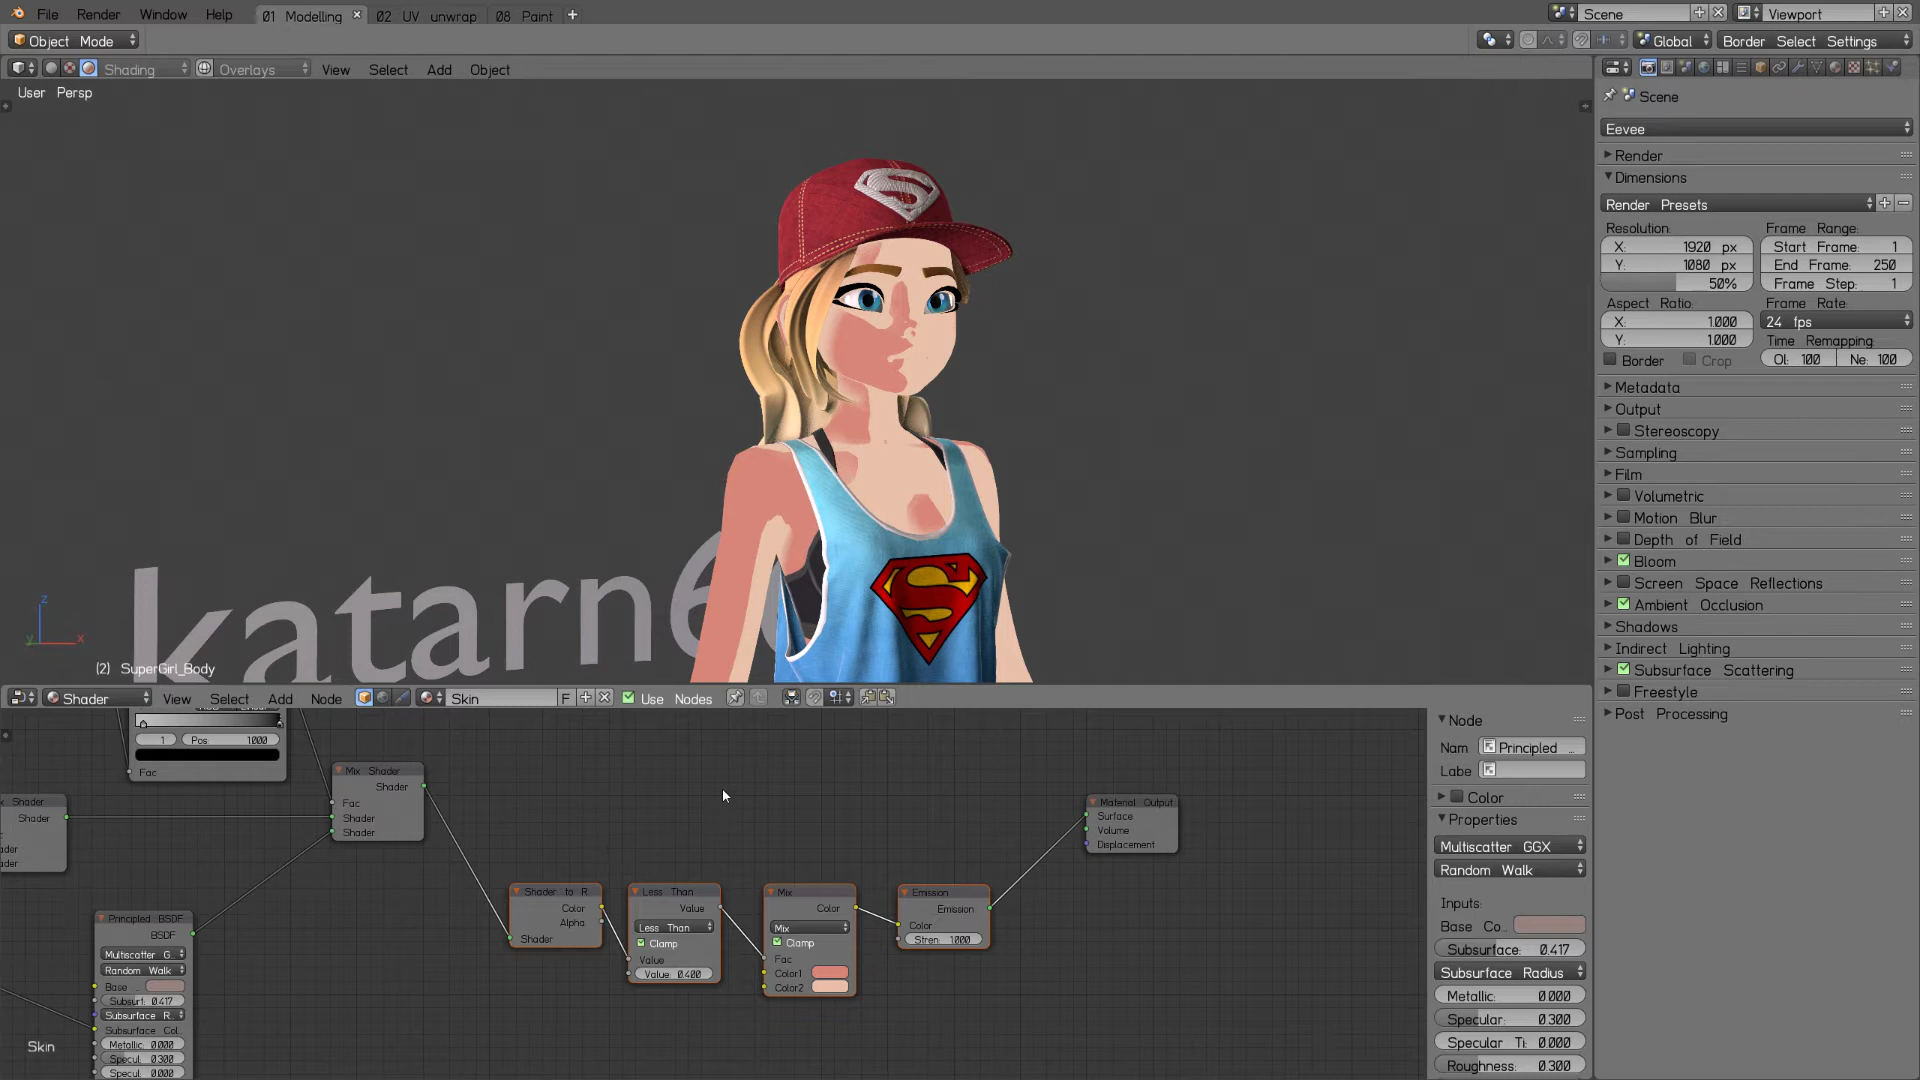 File Render Window Help 01 Modelling 02 UV unwrap 08 Paint Scene Viewport
Object Mode Global Border Select Settings
Shading Overlays View Select Add Object
User Persp
Scene
Eevee
Render
Dimensions
Render Presets
Resolution: Frame Range:
X: 1920 px Start Frame: 1
Y: 1080 px End Frame: 250
50% Frame Step: 1
Aspect Ratio: Frame Rate:
X: 1.000 24 fps
Y: 1.000 Time Remapping:
Border Crop Ol: 100 Ne: 100
Metadata
Output
Stereoscopy
Sampling
Film
Volumetric
Motion Blur
Depth of Field
Bloom
Screen Space Reflections
Ambient Occlusion
Shadows
Indirect Lighting
Subsurface Scattering
Freestyle
Post Processing
S
S
katarn6
z
y x
(2) SuperGirl_Body
Shader View Select Add Node Skin F Use Nodes
1 Pos: 1.000
Fac
Mix Shader
Shader
Fac
Shader
Shader
Shader
Shader
Principled BSDF
BSDF
Multiscatter G..
Random Walk
Base ..
Subsurf: 0.417
Subsurface R..
Subsurface Col..
Metallic: 0.000
Specul: 0.300
Specul: 0.000
Skin
Shader to R..
Color
Alpha
Shader
Less Than
Value
Less Than
Clamp
Value
Value: 0.400
Mix
Color
Mix
Clamp
Fac
Color1
Color2
Emission
Emission
Color
Stren: 1.000
Material Output
Surface
Volume
Displacement
Node
Nam Principled ..
Labe
Color
Properties
Multiscatter GGX
Random Walk
Inputs:
Base Co..
Subsurface: 0.417
Subsurface Radius
Metallic: 0.000
Specular: 0.300
Specular Ti: 0.000
Roughness: 0.300